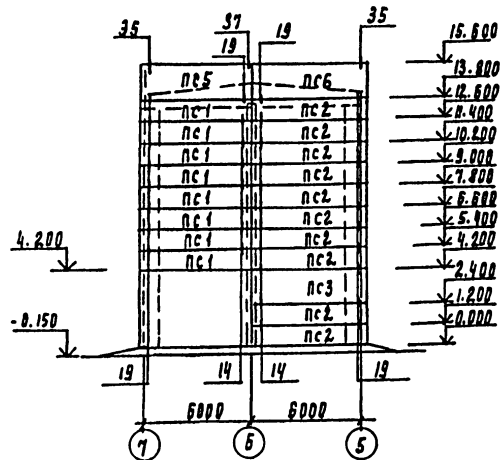 35 37 35
19 19
15.600
пс5 пс6
13.800
12.600
пс1 пс2
11.400
пс1 пс2
10.200
пс1 пс2
9.000
пс1 пс2
7.800
пс1 пс2
6.600
пс1 пс2
5.400
пс1 пс2
4.200
4.200
пс1 пс2
2.400
пс3
1.200
пс2
-0.150
0.000
пс2
19 14 14 19
6000 6000
7 6 5